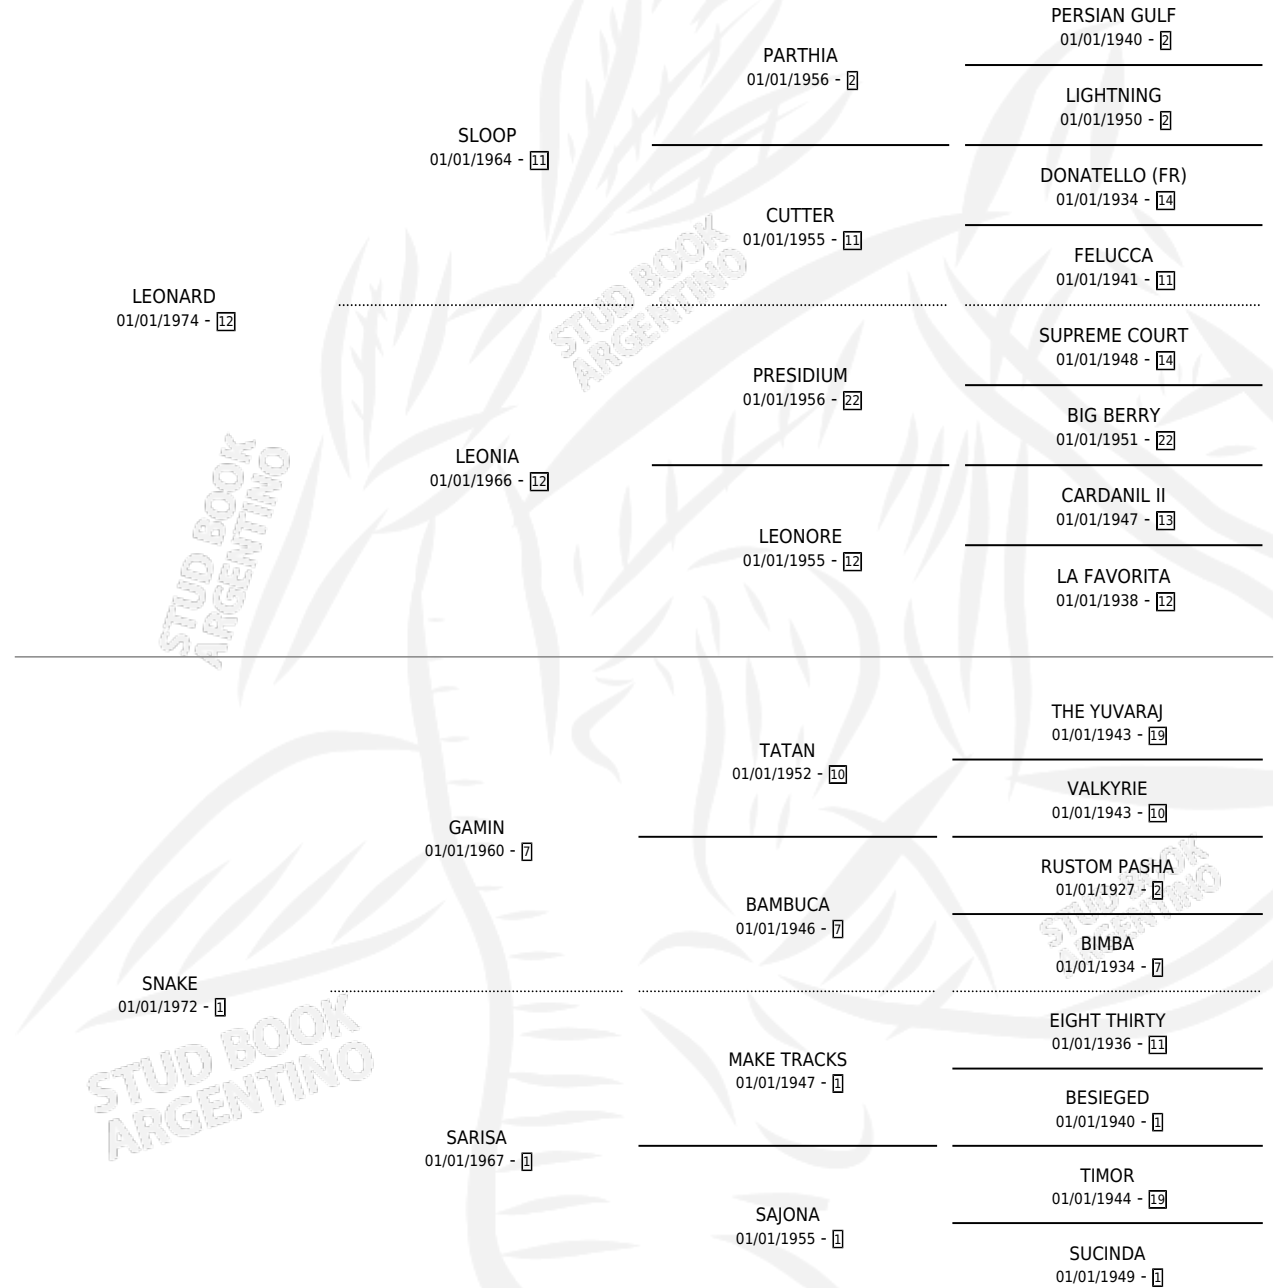 PERSIAN GULF
01/01/1940 - 2
PARTHIA
01/01/1956 - 2
LIGHTNING
01/01/1950 - 2
SLOOP
01/01/1964 - 11
DONATELLO (FR)
01/01/1934 - 14
CUTTER
01/01/1955 - 11
FELUCCA
01/01/1941 - 11
LEONARD
01/01/1974 - 12
SUPREME COURT
01/01/1948 - 14
PRESIDIUM
01/01/1956 - 22
BIG BERRY
01/01/1951 - 22
LEONIA
01/01/1966 - 12
CARDANIL II
01/01/1947 - 13
LEONORE
01/01/1955 - 12
LA FAVORITA
01/01/1938 - 12
THE YUVARAJ
01/01/1943 - 19
TATAN
01/01/1952 - 10
VALKYRIE
01/01/1943 - 10
GAMIN
01/01/1960 - 7
RUSTOM PASHA
01/01/1927 - 2
BAMBUCA
01/01/1946 - 7
BIMBA
01/01/1934 - 7
SNAKE
01/01/1972 - 1
EIGHT THIRTY
01/01/1936 - 11
MAKE TRACKS
01/01/1947 - 1
BESIEGED
01/01/1940 - 1
SARISA
01/01/1967 - 1
TIMOR
01/01/1944 - 19
SAJONA
01/01/1955 - 1
SUCINDA
01/01/1949 - 1
STUD BOOK
ARGENTINO
STUD BOOK
ARGENTINO
STUD BOOK
ARGENTINO
STUD BOOK
ARGENTINO